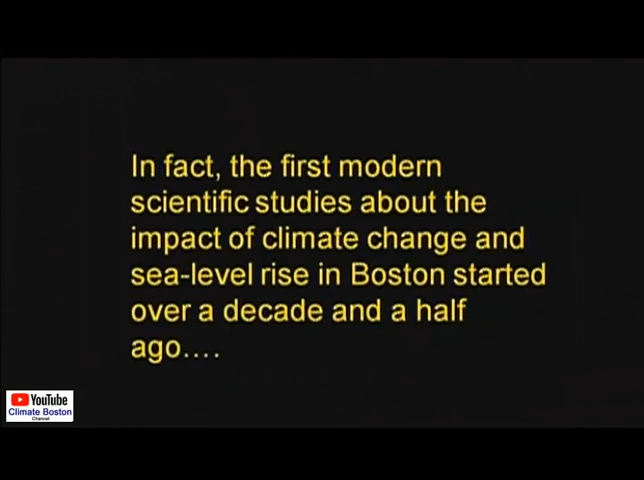 In fact, the first modern
scientific studies about the
impact of climate change and
sea-level rise in Boston started
over a decade and a half
ago....
YouTube
Climate Boston
Channel